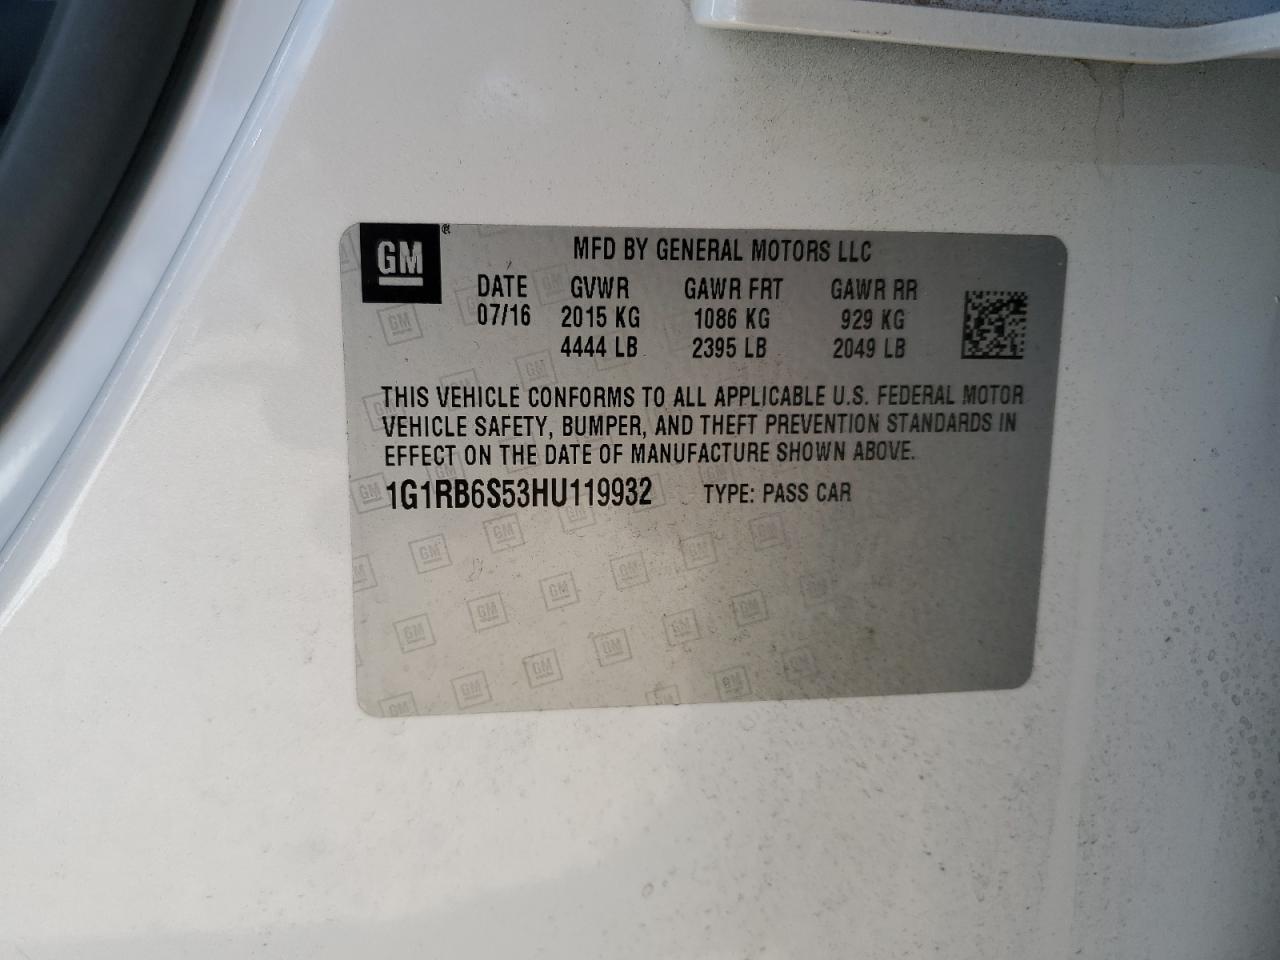 GM®
MFD BY GENERAL MOTORS LLC
DATE GVWR GAWR FRT GAWR RR
07/16 2015 KG 1086 KG 929 KG
4444 LB 2395 LB 2049 LB
THIS VEHICLE CONFORMS TO ALL APPLICABLE U.S. FEDERAL MOTOR
VEHICLE SAFETY, BUMPER, AND THEFT PREVENTION STANDARDS IN
EFFECT ON THE DATE OF MANUFACTURE SHOWN ABOVE.
1G1RB6S53HU119932 TYPE: PASS CAR